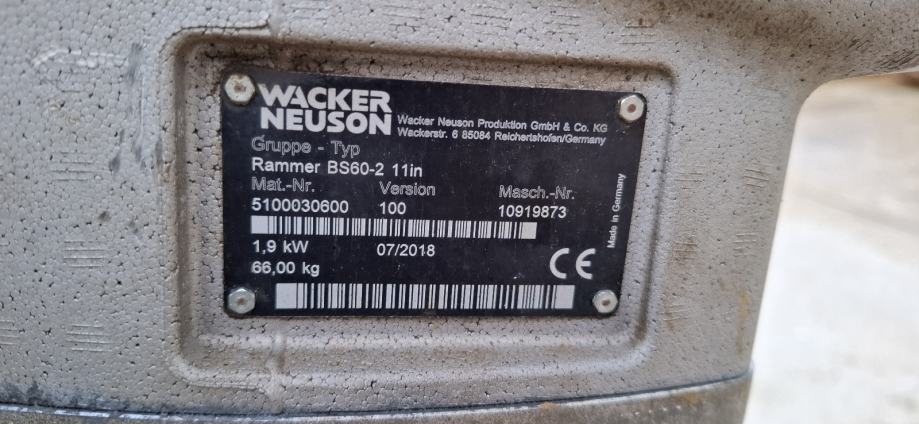 WACKER
NEUSON
Wacker Neuson Produktion GmbH & Co. KG
Wackerstr. 6 85084 Reichertshofen/Germany
Gruppe - Typ
Rammer BS60-2 11in
Mat.-Nr. Version Masch.-Nr.
5100030600 100 10919873
1,9 kW 07/2018
66,00 kg
CE
Made in Germany